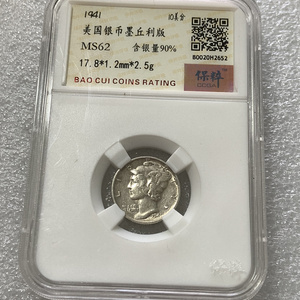 1941 10美分
美国银币墨丘利版
MS62 含银量90%
17.8*1.2mm*2.5g
BAO CUI COINS RATING
80020H2652
保粹